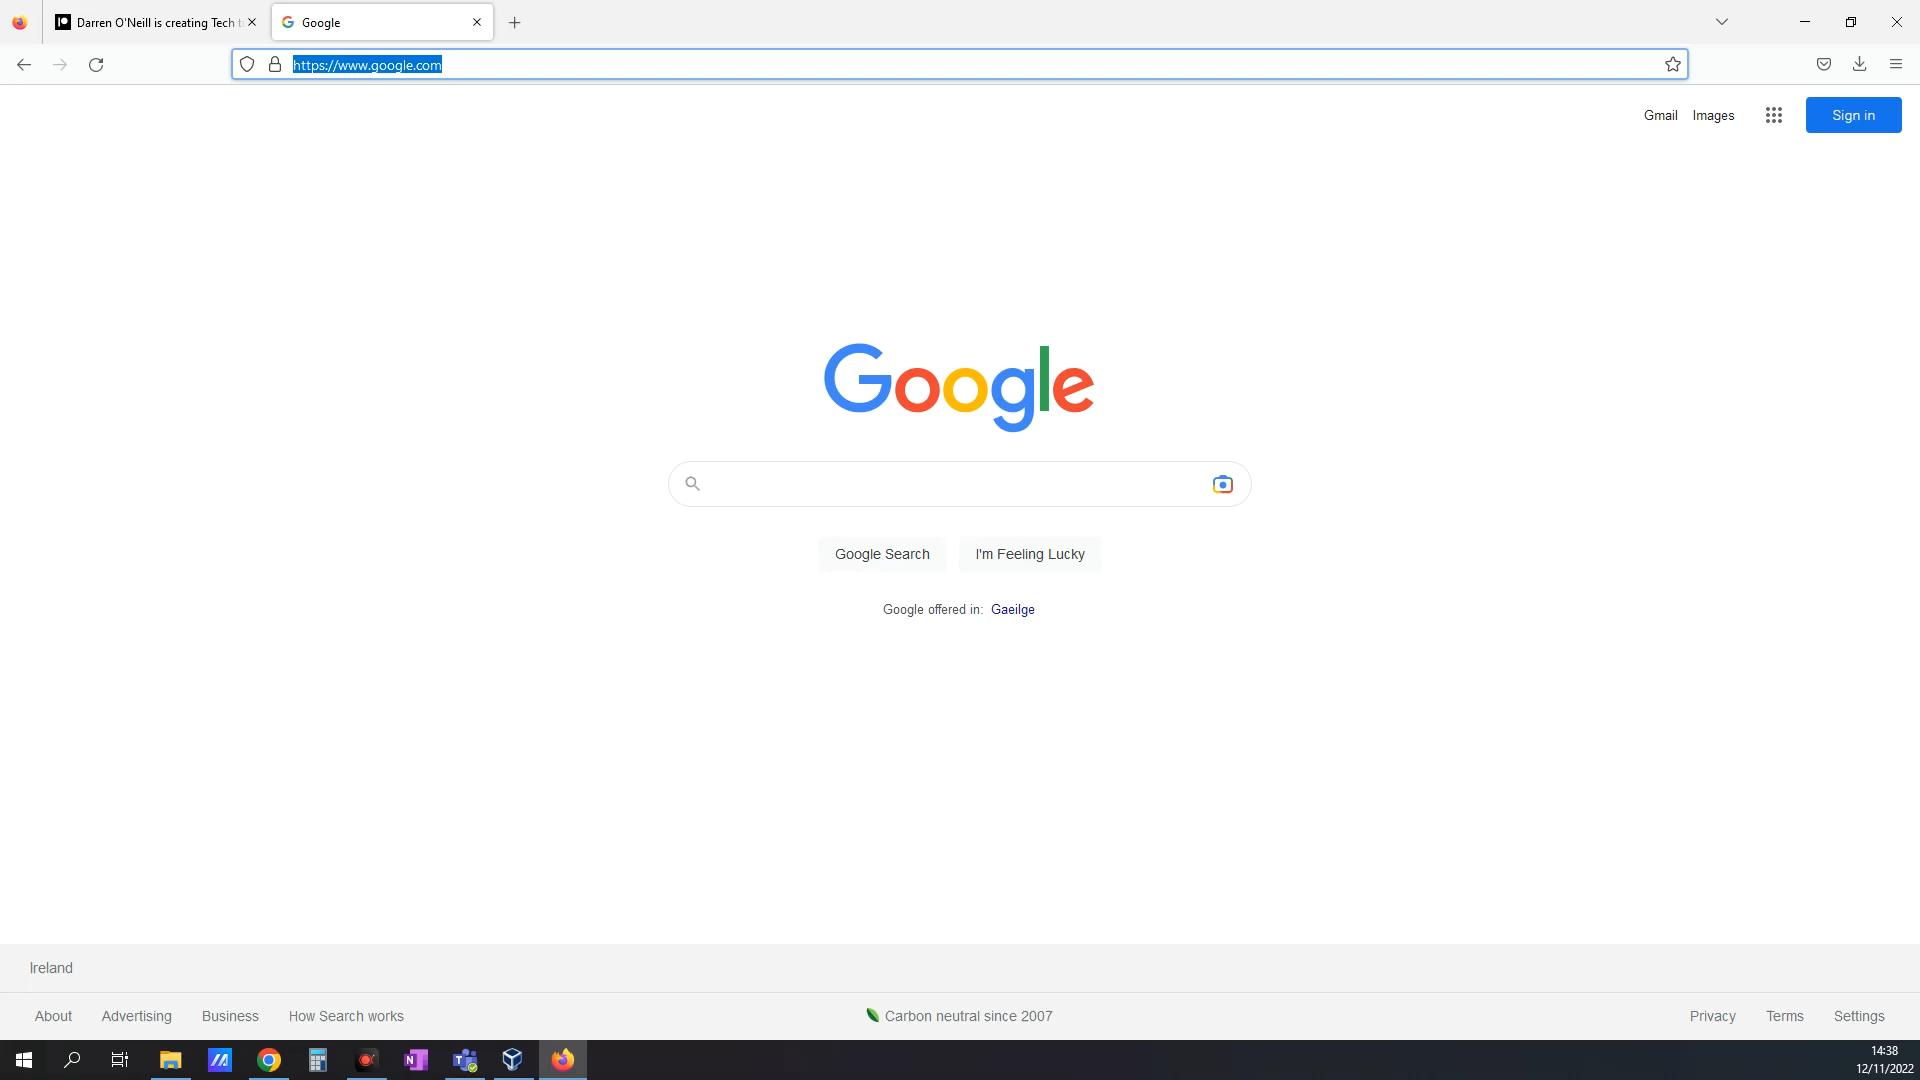 Darren O'Neill is creating Tech t
Google
https://www.google.com
Gmail
Images
Sign in
Google
Google Search
I'm Feeling Lucky
Google offered in: Gaeilge
Ireland
About
Advertising
Business
How Search works
Carbon neutral since 2007
Privacy
Terms
Settings
14:38
12/11/2022